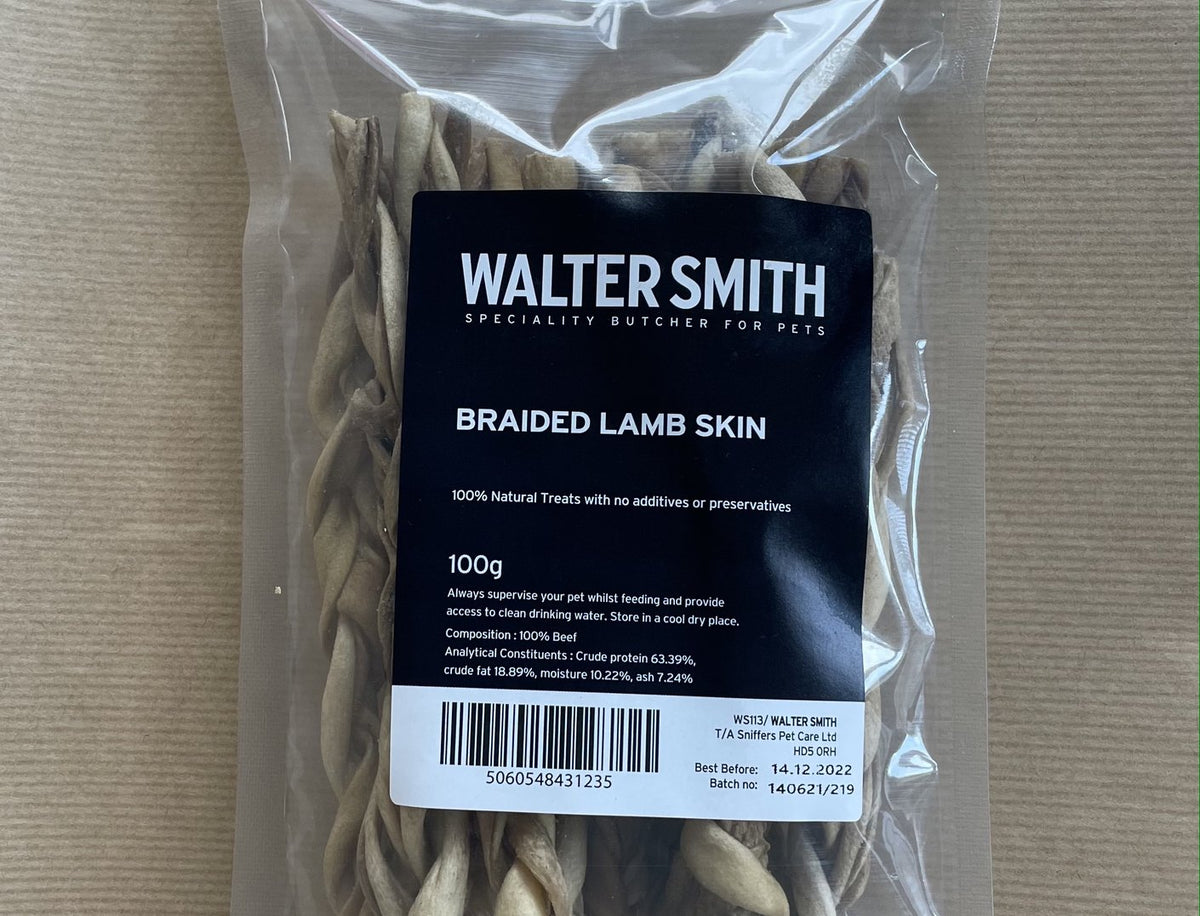 WALTER SMITH
SPECIALITY BUTCHER FOR PETS
BRAIDED LAMB SKIN
100% Natural Treats with no additives or preservatives
100g
Always supervise your pet whilst feeding and provide
access to clean drinking water. Store in a cool dry place.
Composition : 100% Beef
Analytical Constituents : Crude protein 63.39%,
crude fat 18.89%, moisture 10.22%, ash 7.24%
5060548431235
WS113/ WALTER SMITH
T/A Sniffers Pet Care Ltd
HD5 0RH
Best Before: 14.12.2022
Batch no: 140621/219